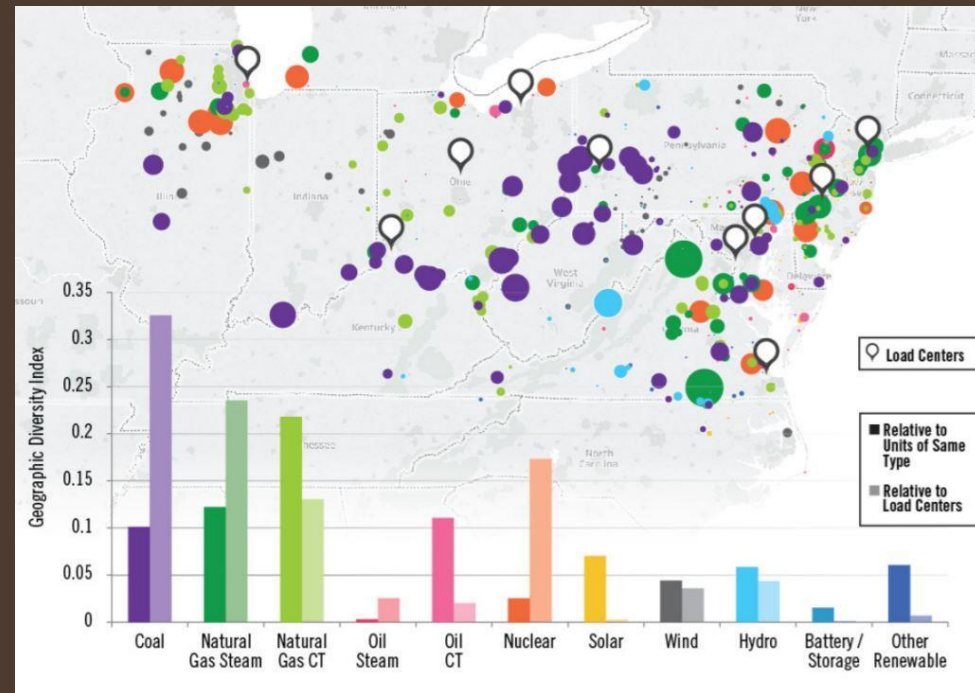 New
York
Massa
Connecticut
Pennsylvania
Ohio
Indiana
Delaware
West
Virginia
Kentucky
North
Carolina
Load Centers
Relative to
Units of Same
Type
Relative to
Load Centers
Geographic Diversity Index
0.35
0.3
0.25
0.2
0.15
0.1
0.05
0
Coal
Natural
Gas Steam
Natural
Gas CT
Oil
Steam
Oil
CT
Nuclear
Solar
Wind
Hydro
Battery /
Storage
Other
Renewable